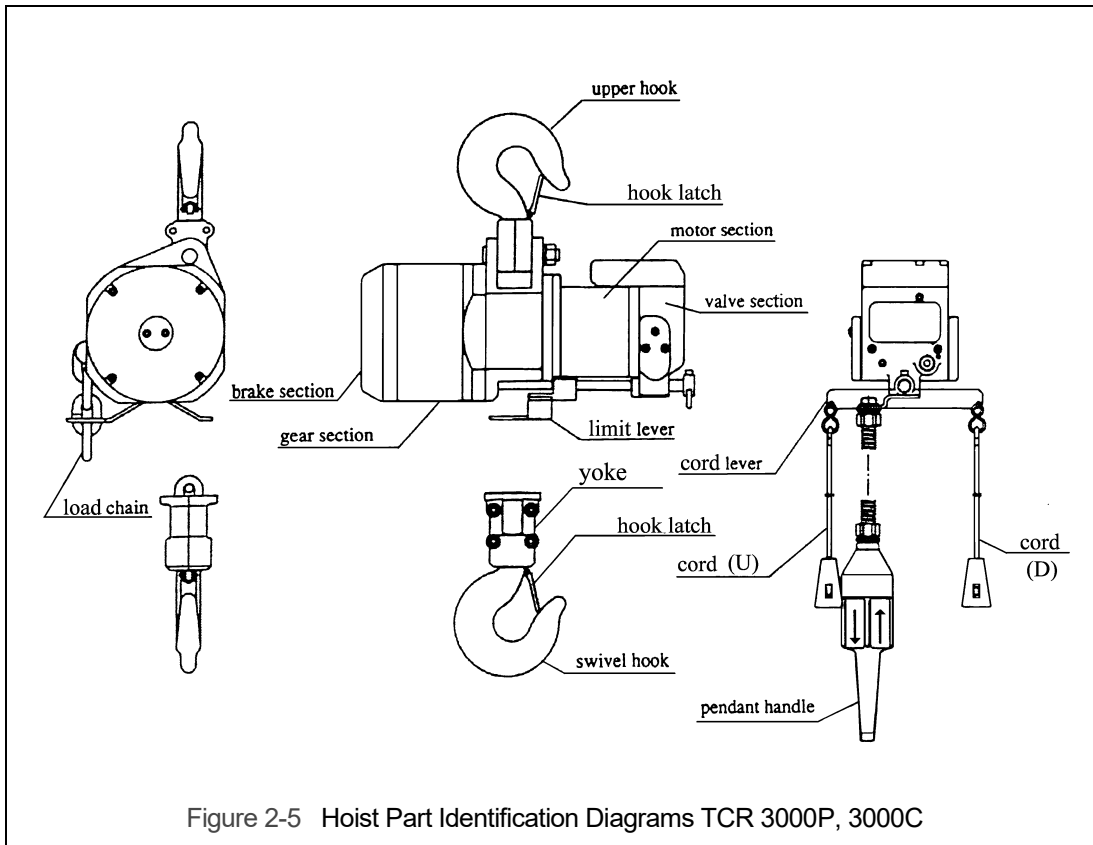 upper hook
hook latch
motor section
valve section
brake section
gear section
limit lever
load chain
yoke
hook latch
swivel hook
cord lever
cord (U)
cord
(D)
pendant handle
Figure 2-5 Hoist Part Identification Diagrams TCR 3000P, 3000C